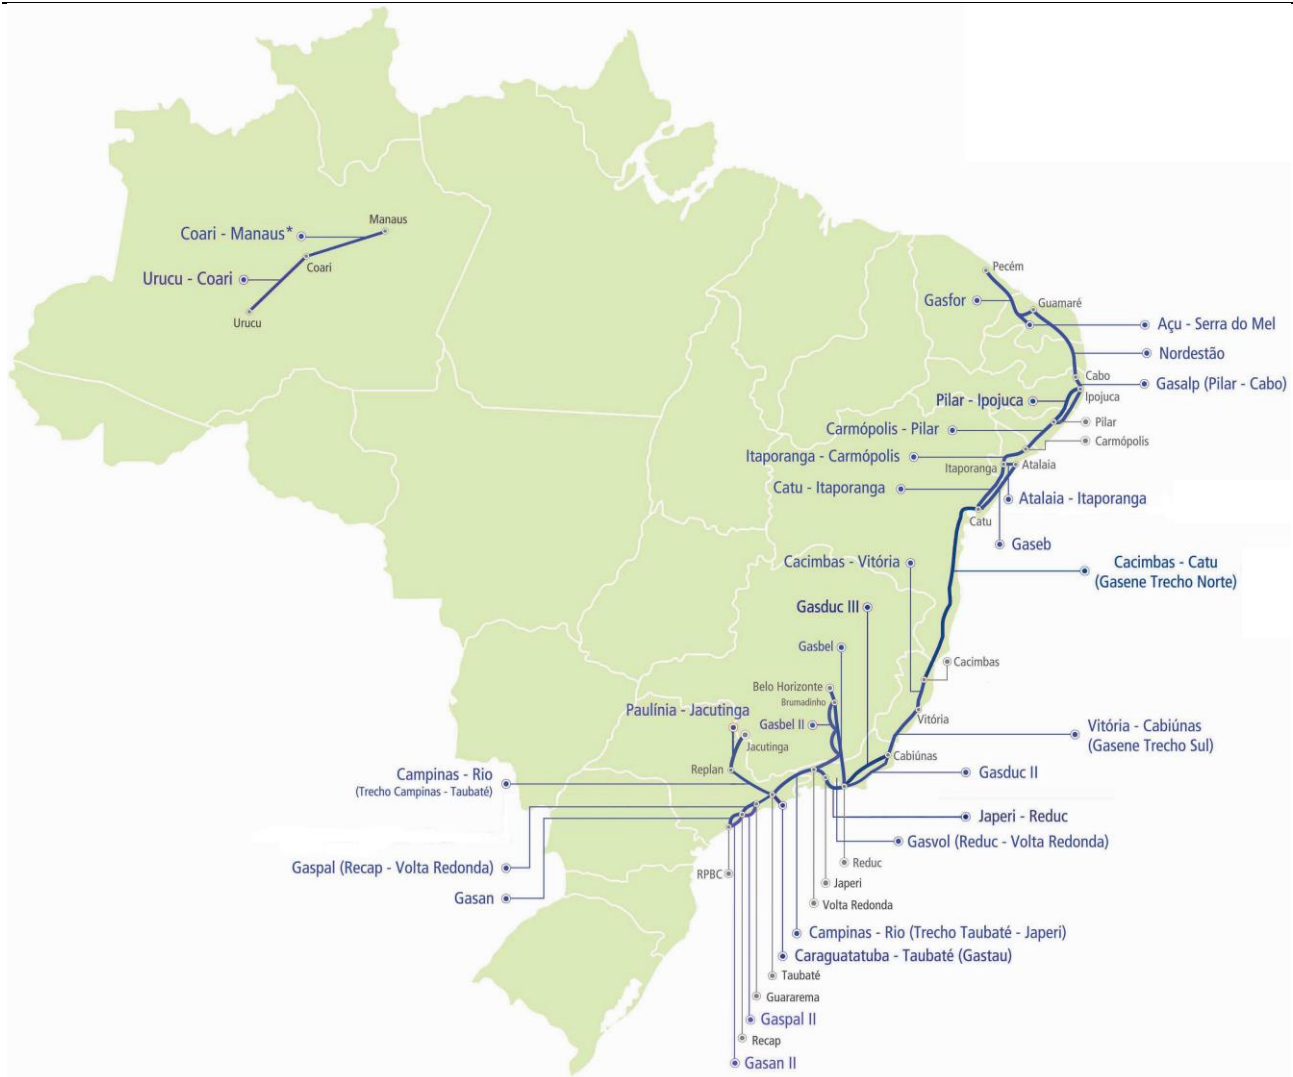 Manaus
Coari - Manaus*
Coari
Urucu - Coari
Urucu
Pecém
Gasfor
Guamaré
Açu - Serra do Mel
Nordestão
Cabo
Gasalp (Pilar - Cabo)
Ipojuca
Pilar - Ipojuca
Pilar
Carmópolis - Pilar
Carmópolis
Itaporanga - Carmópolis
Itaporanga
Atalaia
Catu - Itaporanga
Atalaia - Itaporanga
Catu
Gaseb
Cacimbas - Vitória
Cacimbas - Catu
(Gasene Trecho Norte)
Gasduc III
Gasbel
Cacimbas
Belo Horizonte
Brumadinho
Paulínia - Jacutinga
Gasbel II
Vitória
Vitória - Cabiúnas
(Gasene Trecho Sul)
Jacutinga
Cabiúnas
Replan
Gasduc II
Campinas - Rio
(Trecho Campinas - Taubaté)
Japeri - Reduc
Gasvol (Reduc - Volta Redonda)
Gaspal (Recap - Volta Redonda)
Reduc
RPBC
Japeri
Gasan
Volta Redonda
Campinas - Rio (Trecho Taubaté - Japeri)
Caraguatatuba - Taubaté (Gastau)
Taubaté
Guararema
Gaspal II
Recap
Gasan II